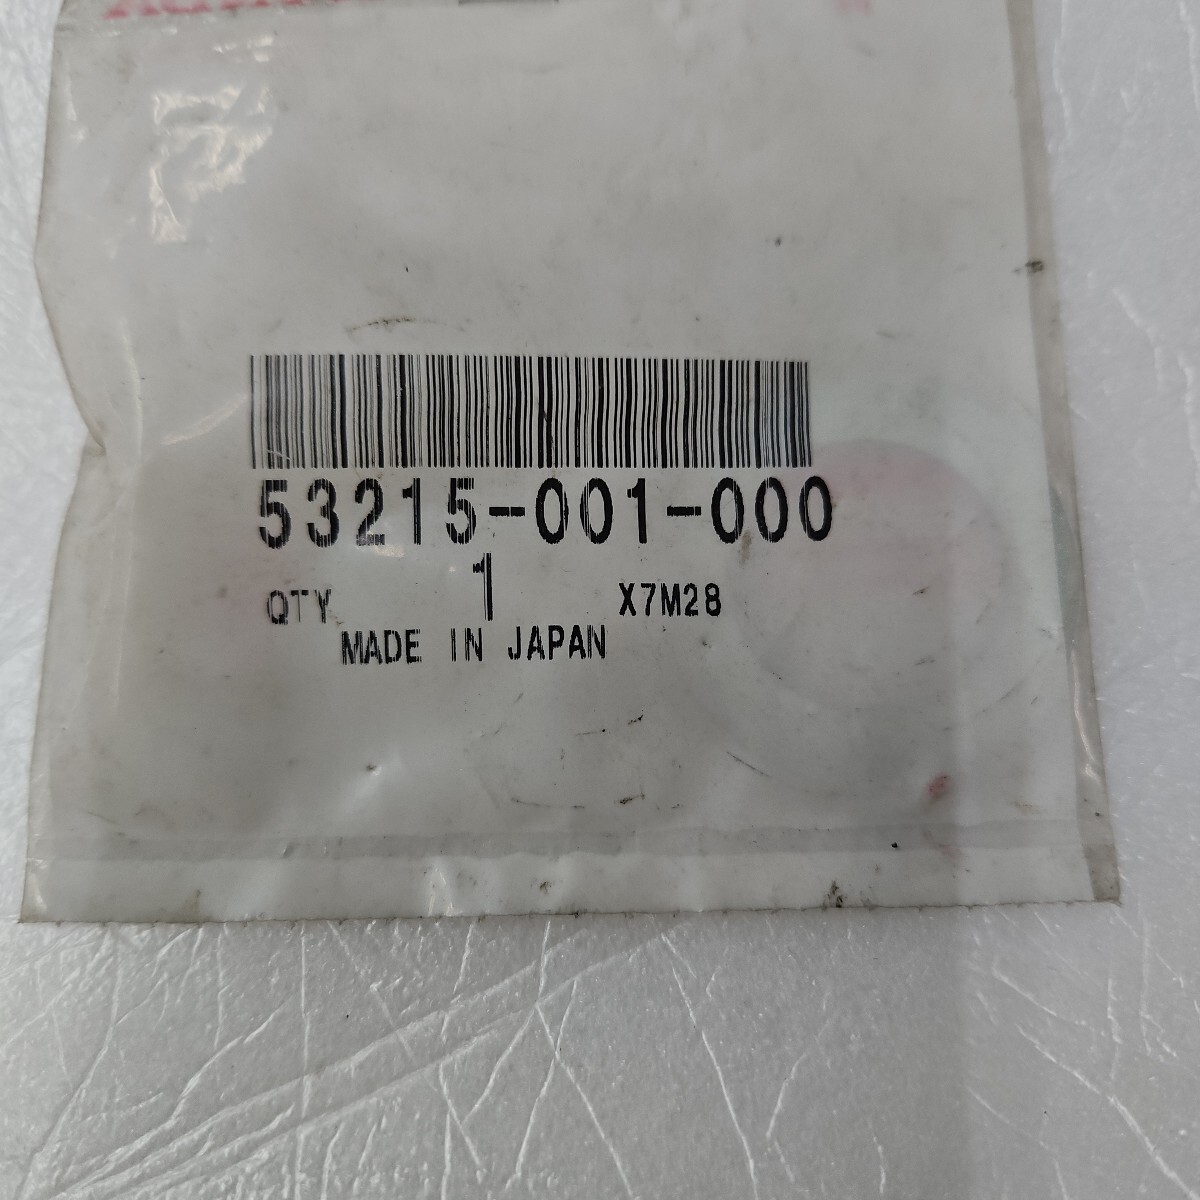 53215-001-000
QTY 1 X7M28
MADE IN JAPAN